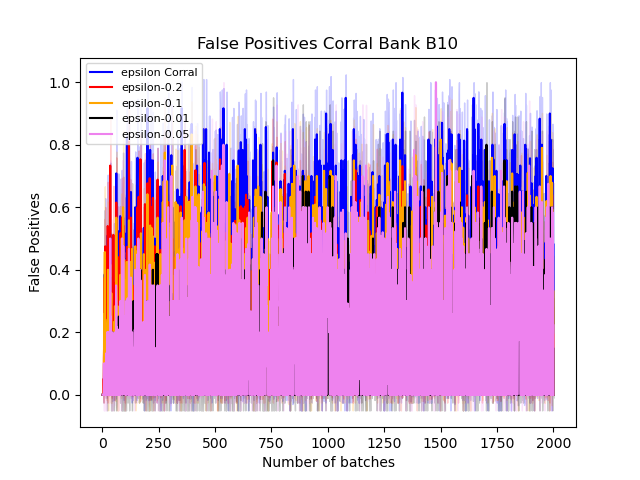 False Positives Corral Bank B10
epsilon Corral
epsilon-0.2
epsilon-0.1
epsilon-0.01
epsilon-0.05
1.0
0.8
0.6
0.4
0.2
0.0
False Positives
0 250 500 750 1000 1250 1500 1750 2000
Number of batches